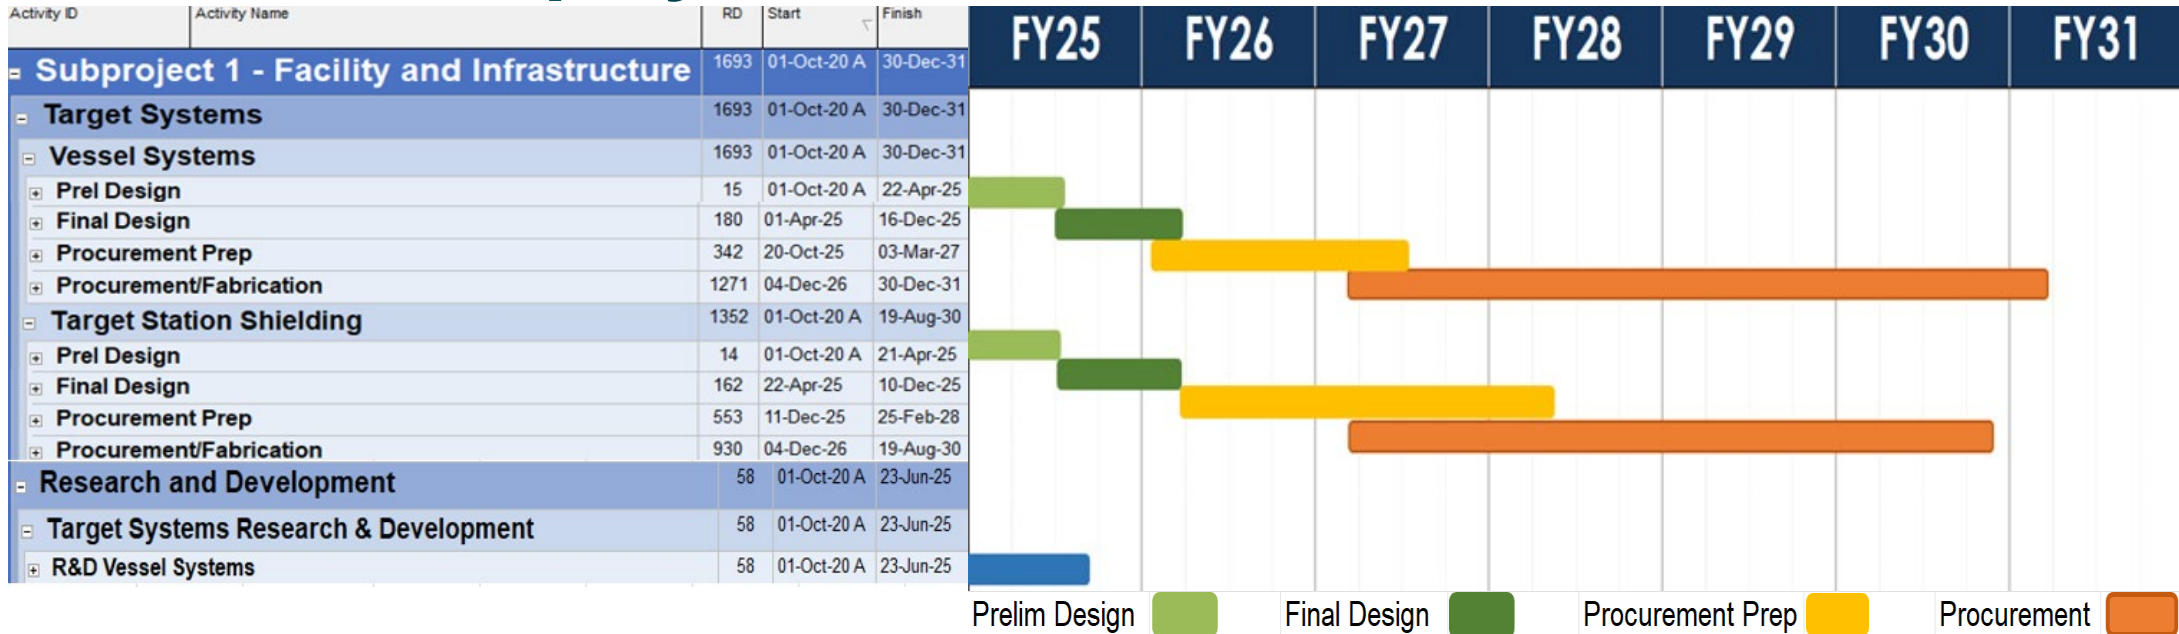 Activity ID Activity Name RD Start Finish FY25 FY26 FY27 FY28 FY29 FY30 FY31
Subproject 1 - Facility and Infrastructure 1693 01-Oct-20 A 30-Dec-31
Target Systems 1693 01-Oct-20 A 30-Dec-31
Vessel Systems 1693 01-Oct-20 A 30-Dec-31
Prel Design 15 01-Oct-20 A 22-Apr-25
Final Design 180 01-Apr-25 16-Dec-25
Procurement Prep 342 20-Oct-25 03-Mar-27
Procurement/Fabrication 1271 04-Dec-26 30-Dec-31
Target Station Shielding 1352 01-Oct-20 A 19-Aug-30
Prel Design 14 01-Oct-20 A 21-Apr-25
Final Design 162 22-Apr-25 10-Dec-25
Procurement Prep 553 11-Dec-25 25-Feb-28
Procurement/Fabrication 930 04-Dec-26 19-Aug-30
Research and Development 58 01-Oct-20 A 23-Jun-25
Target Systems Research & Development 58 01-Oct-20 A 23-Jun-25
R&D Vessel Systems 58 01-Oct-20 A 23-Jun-25
Prelim Design Final Design Procurement Prep Procurement